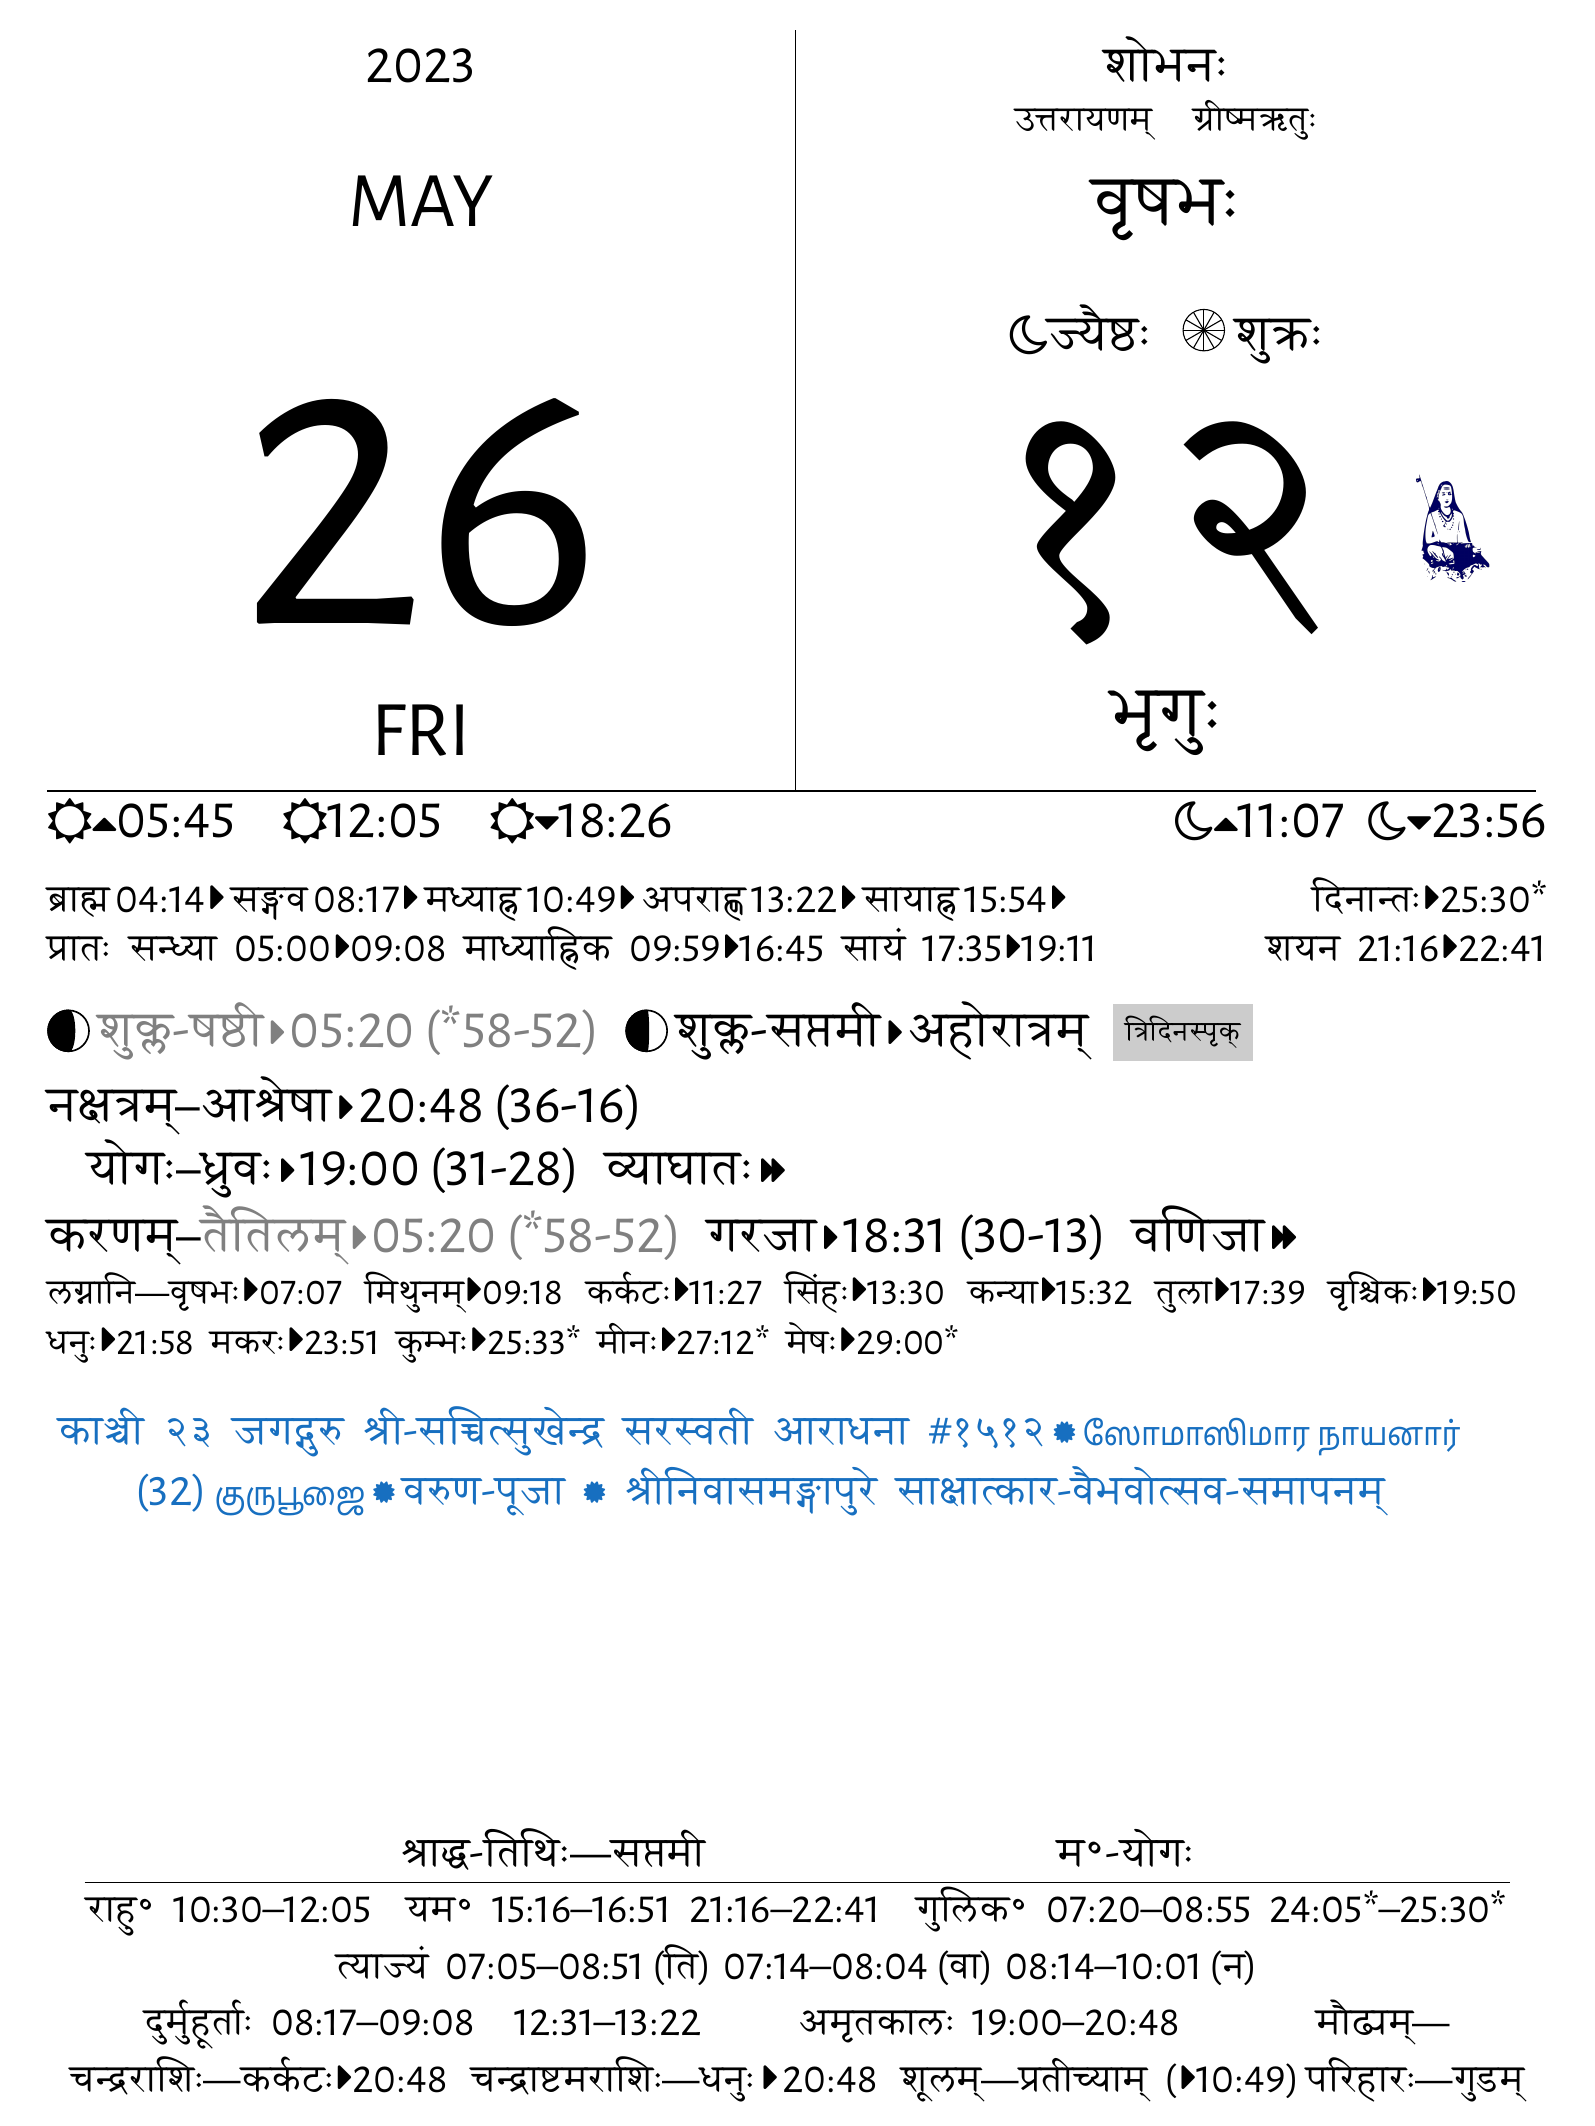 2023
MAY
26
FRI
शोभनः
उत्तरायणम् ग्रीष्मऋतुः
वृषभः
ज्यैष्ठः शुक्रः
१२
भृगुः
05:45 12:05 18:26 11:07 23:56
ब्राह्म 04:14 सङ्गव 08:17 मध्याह्न 10:49 अपराह्ण 13:22 सायाह्न 15:54 दिनान्तः 25:30*
प्रातः सन्ध्या 05:00 09:08 माध्याह्निक 09:59 16:45 सायं 17:35 19:11 शयन 21:16 22:41
शुक्ल-षष्ठी 05:20 (*58-52) शुक्ल-सप्तमी अहोरात्रम् त्रिदिनस्पृक्
नक्षत्रम्–आश्रेषा 20:48 (36-16)
योगः–ध्रुवः 19:00 (31-28) व्याघातः
करणम्–तैतिलम् 05:20 (*58-52) गरजा 18:31 (30-13) वणिजा
लग्नानि—वृषभः 07:07 मिथुनम् 09:18 कर्कटः 11:27 सिंहः 13:30 कन्या 15:32 तुला 17:39 वृश्चिकः 19:50
धनुः 21:58 मकरः 23:51 कुम्भः 25:33* मीनः 27:12* मेषः 29:00*
काञ्ची २३ जगद्गुरु श्री-सच्चित्सुखेन्द्र सरस्वती आराधना #१५१२ ஸோமாஸிமார நாயனார்
(32) குருபூஜை वरुण-पूजा श्रीनिवासमङ्गापुरे साक्षात्कार-वैभवोत्सव-समापनम्
श्राद्ध-तिथिः—सप्तमी म॰-योगः
राहु॰ 10:30–12:05 यम॰ 15:16–16:51 21:16–22:41 गुलिक॰ 07:20–08:55 24:05*–25:30*
त्याज्यं 07:05–08:51 (ति) 07:14–08:04 (वा) 08:14–10:01 (न)
दुर्मुहूर्ताः 08:17–09:08 12:31–13:22 अमृतकालः 19:00–20:48 मौढ्यम्—
चन्द्रराशिः—कर्कटः 20:48 चन्द्राष्टमराशिः—धनुः 20:48 शूलम्—प्रतीच्याम् ( 10:49) परिहारः—गुडम्